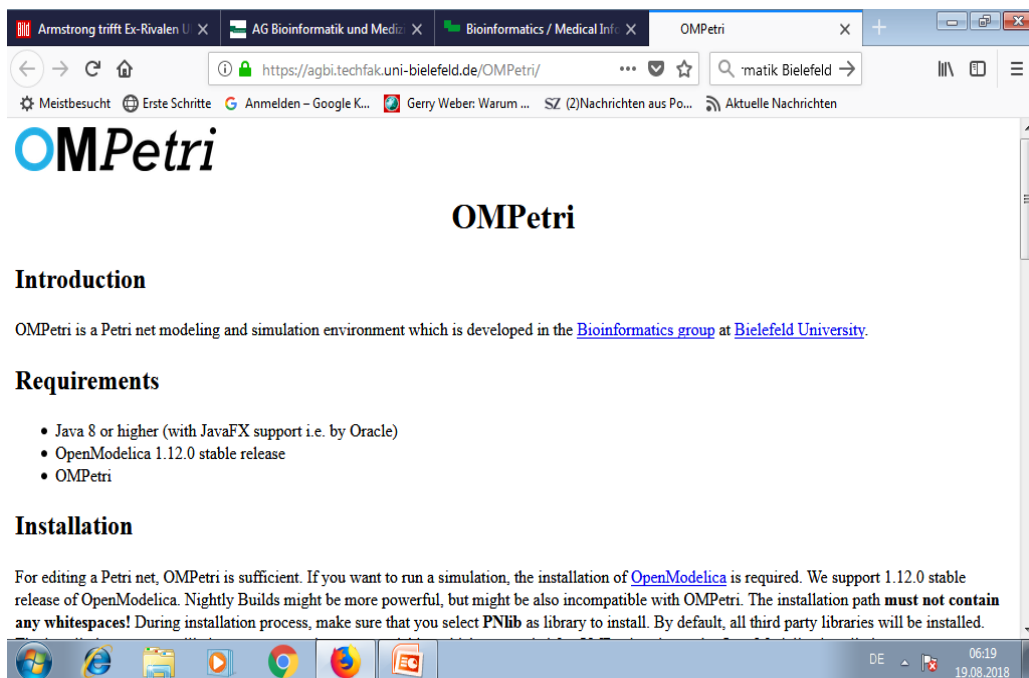 Bild Armstrong trifft Ex-Rivalen Ul
AG Bioinformatik und Mediz
Bioinformatics / Medical Info
OMPetri
https://agbi.techfak.uni-bielefeld.de/OMPetri/
matik Bielefeld
Meistbesucht Erste Schritte Anmelden – Google K... Gerry Weber: Warum ... SZ (2)Nachrichten aus Po... Aktuelle Nachrichten
OMPetri
OMPetri
Introduction
OMPetri is a Petri net modeling and simulation environment which is developed in the Bioinformatics group at Bielefeld University.
Requirements
• Java 8 or higher (with JavaFX support i.e. by Oracle)
• OpenModelica 1.12.0 stable release
• OMPetri
Installation
For editing a Petri net, OMPetri is sufficient. If you want to run a simulation, the installation of OpenModelica is required. We support 1.12.0 stable
release of OpenModelica. Nightly Builds might be more powerful, but might be also incompatible with OMPetri. The installation path must not contain
any whitespaces! During installation process, make sure that you select PNlib as library to install. By default, all third party libraries will be installed.
DE
06:19
19.08.2018